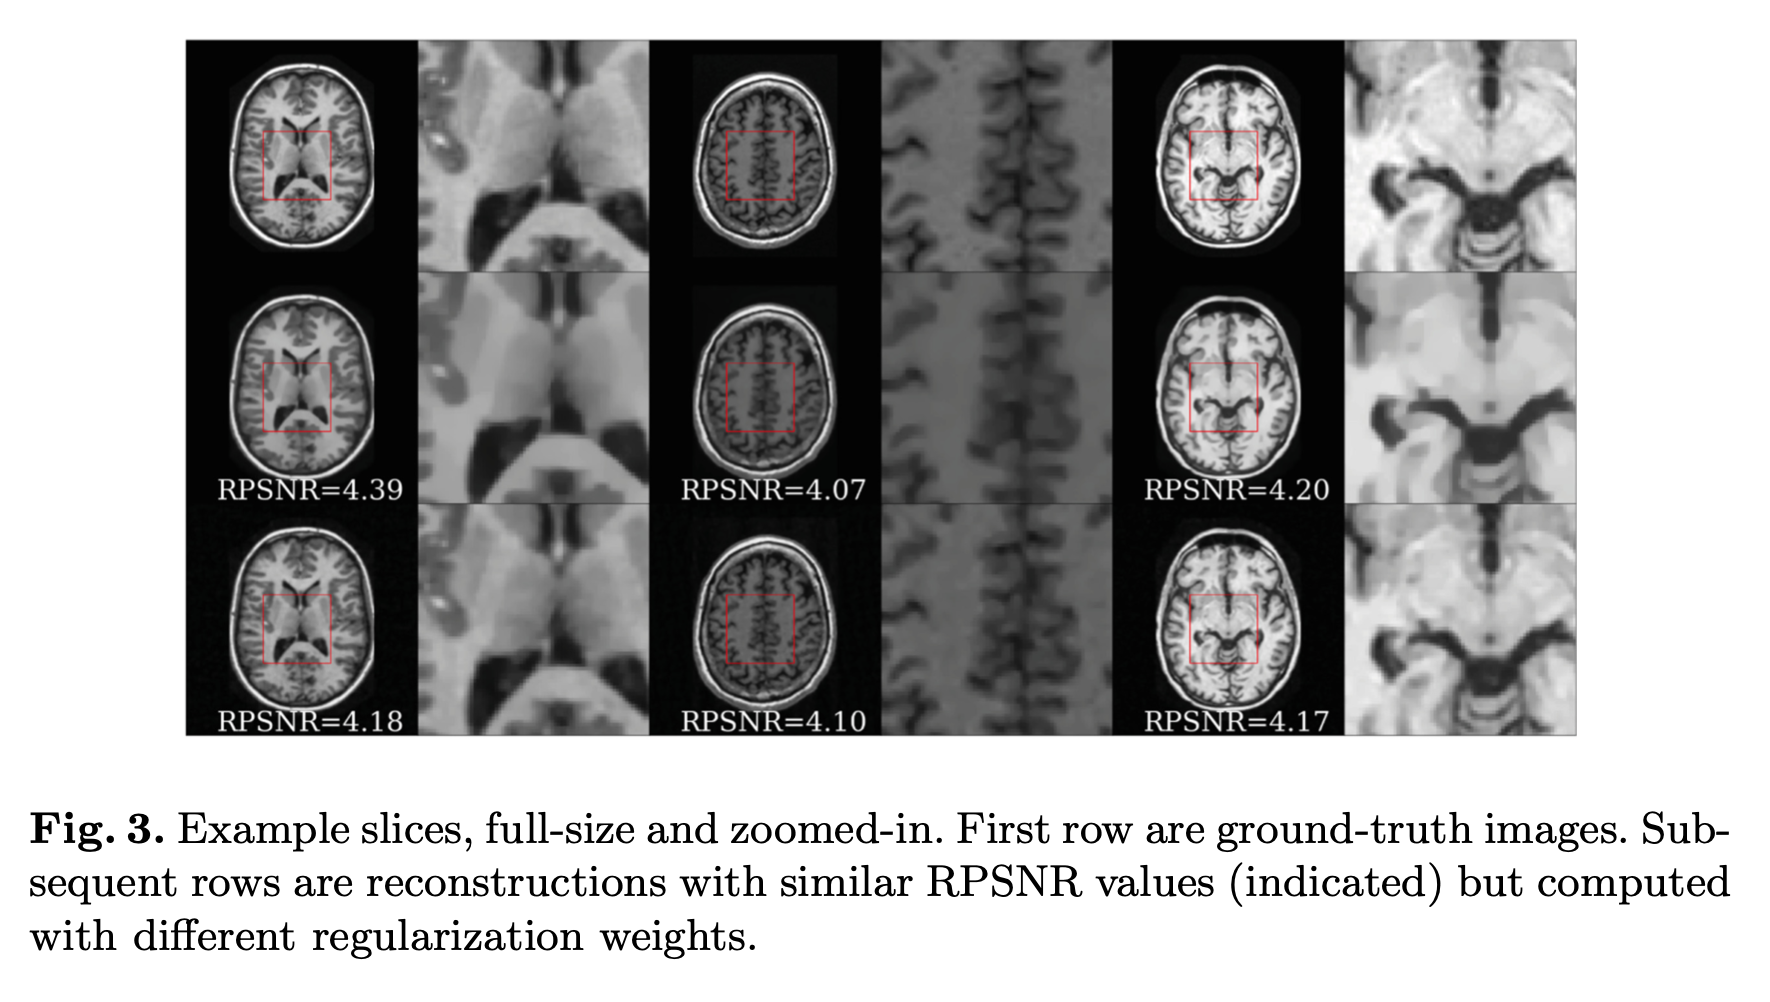 RPSNR=4.39 RPSNR=4.07 RPSNR=4.20
RPSNR=4.18 RPSNR=4.10 RPSNR=4.17
Fig. 3. Example slices, full-size and zoomed-in. First row are ground-truth images. Sub-
sequent rows are reconstructions with similar RPSNR values (indicated) but computed
with different regularization weights.